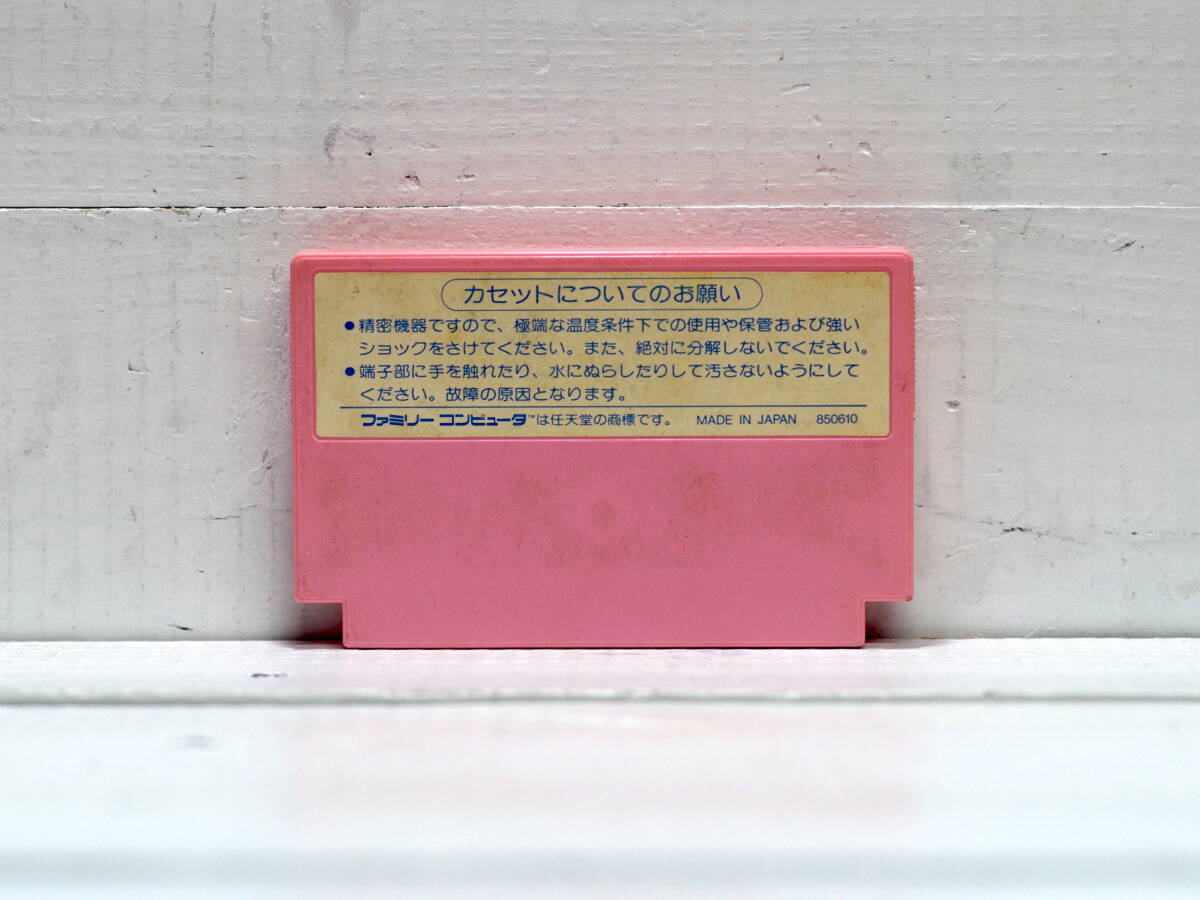 カセットについてのお願い
●精密機器ですので、極端な温度条件下での使用や保管および強い
ショックをさけてください。また、絶対に分解しないでください。
●端子部に手を触れたり、水にぬらしたりして汚さないようにして
ください。故障の原因となります。
ファミリー コンピュータ™は任天堂の商標です。 MADE IN JAPAN 850610